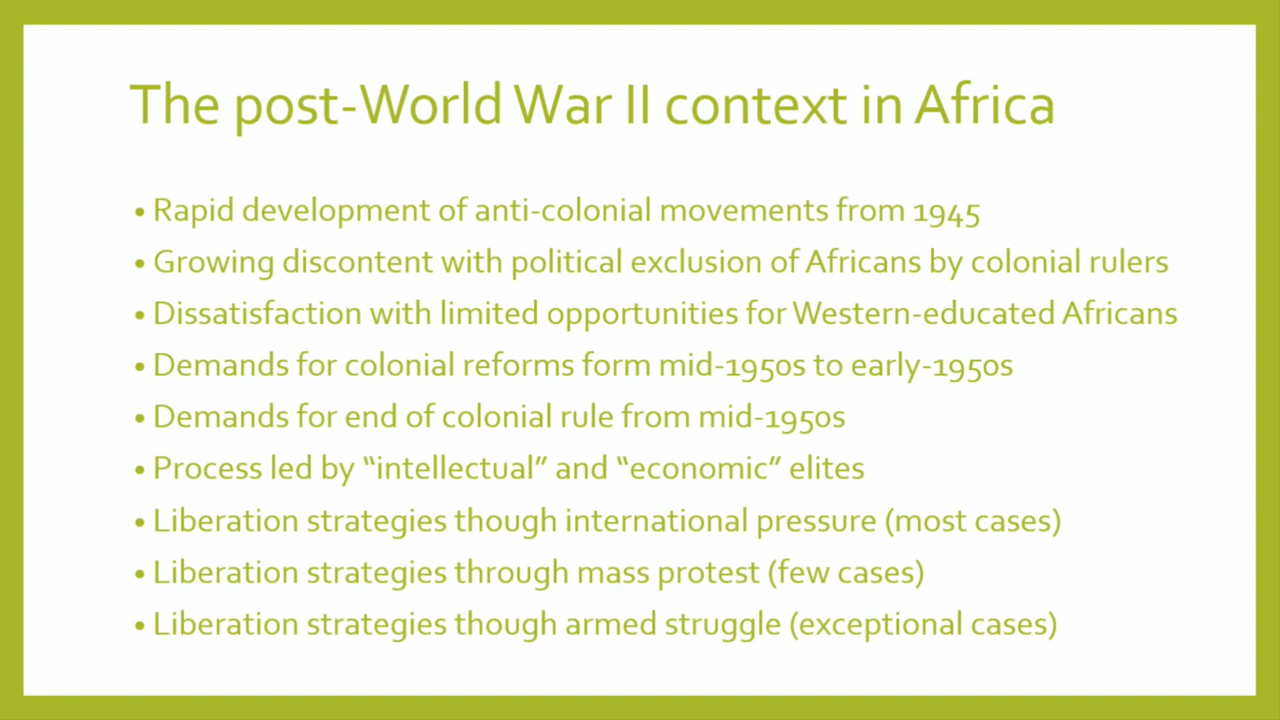 The post-World War II context in Africa
• Rapid development of anti-colonial movements from 1945
• Growing discontent with political exclusion of Africans by colonial rulers
• Dissatisfaction with limited opportunities for Western-educated Africans
• Demands for colonial reforms form mid-1950s to early-1950s
• Demands for end of colonial rule from mid-1950s
• Process led by “intellectual” and “economic” elites
• Liberation strategies though international pressure (most cases)
• Liberation strategies through mass protest (few cases)
• Liberation strategies though armed struggle (exceptional cases)